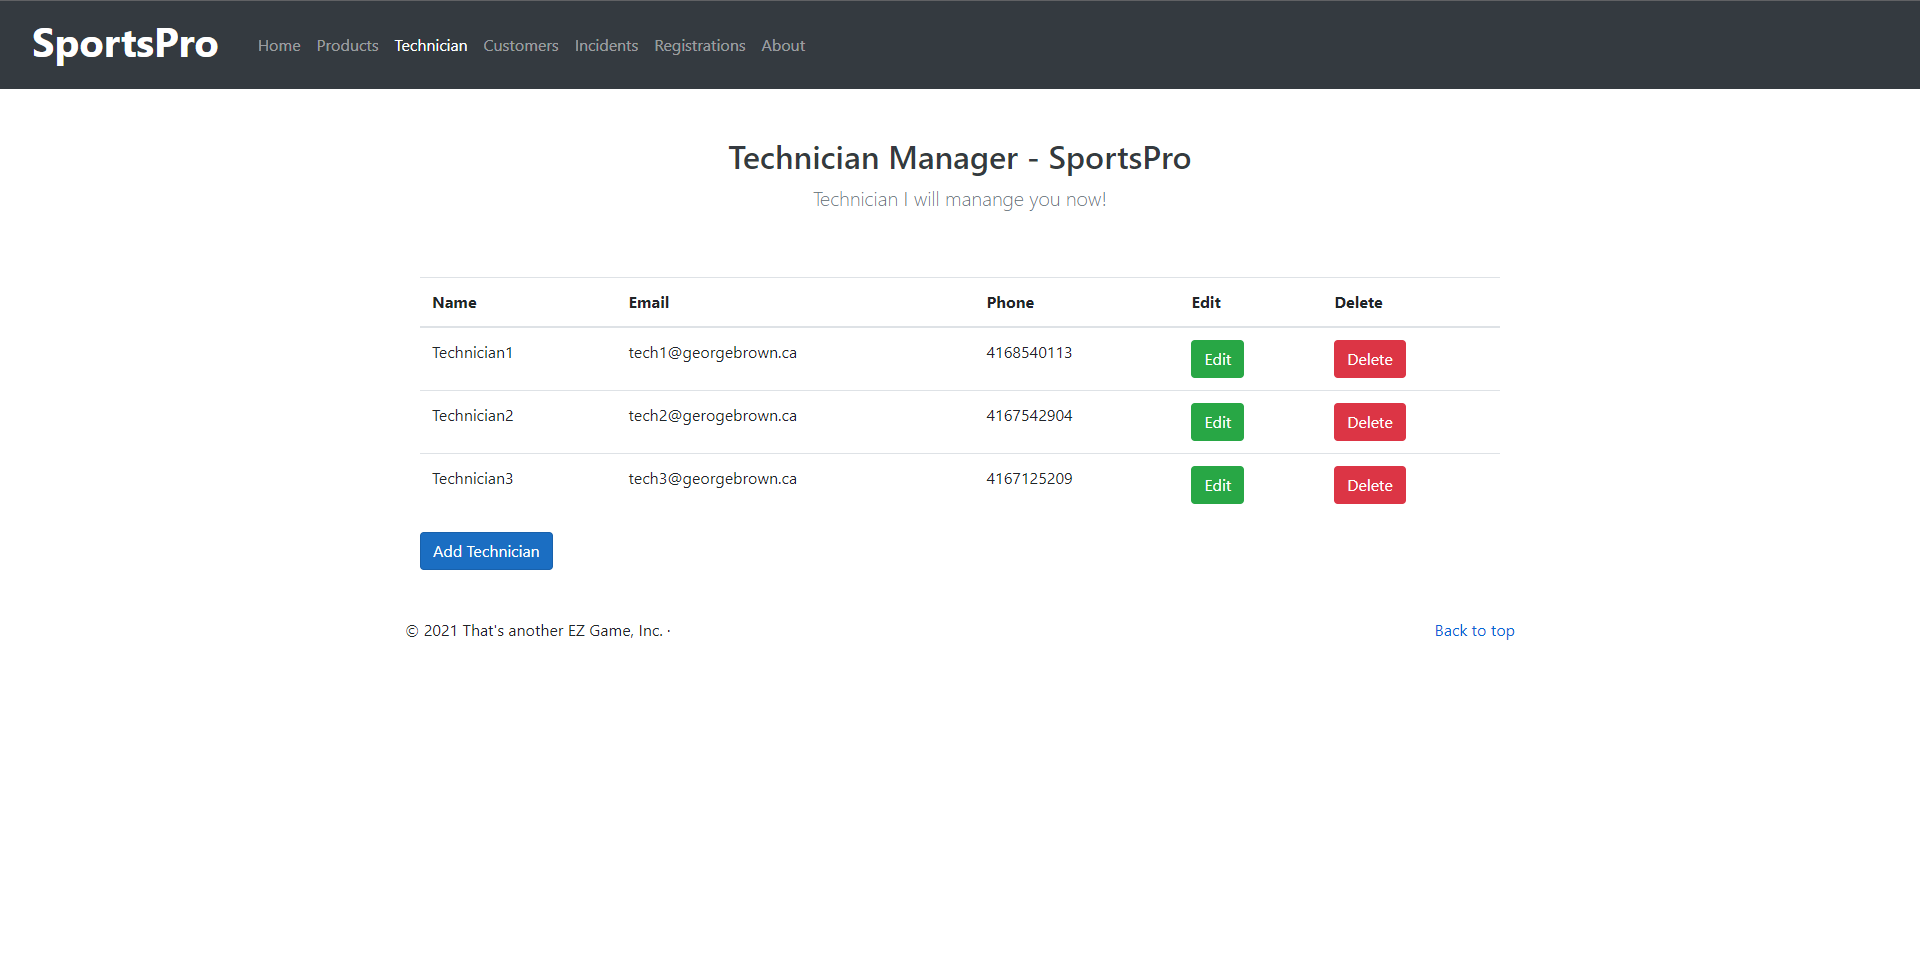 SportsPro Home Products Technician Customers Incidents Registrations About
Technician Manager - SportsPro
Technician I will manange you now!
Name Email Phone Edit Delete
Technician1 tech1@georgebrown.ca 4168540113 Edit Delete
Technician2 tech2@gerogebrown.ca 4167542904 Edit Delete
Technician3 tech3@georgebrown.ca 4167125209 Edit Delete
Add Technician
© 2021 That's another EZ Game, Inc. · Back to top